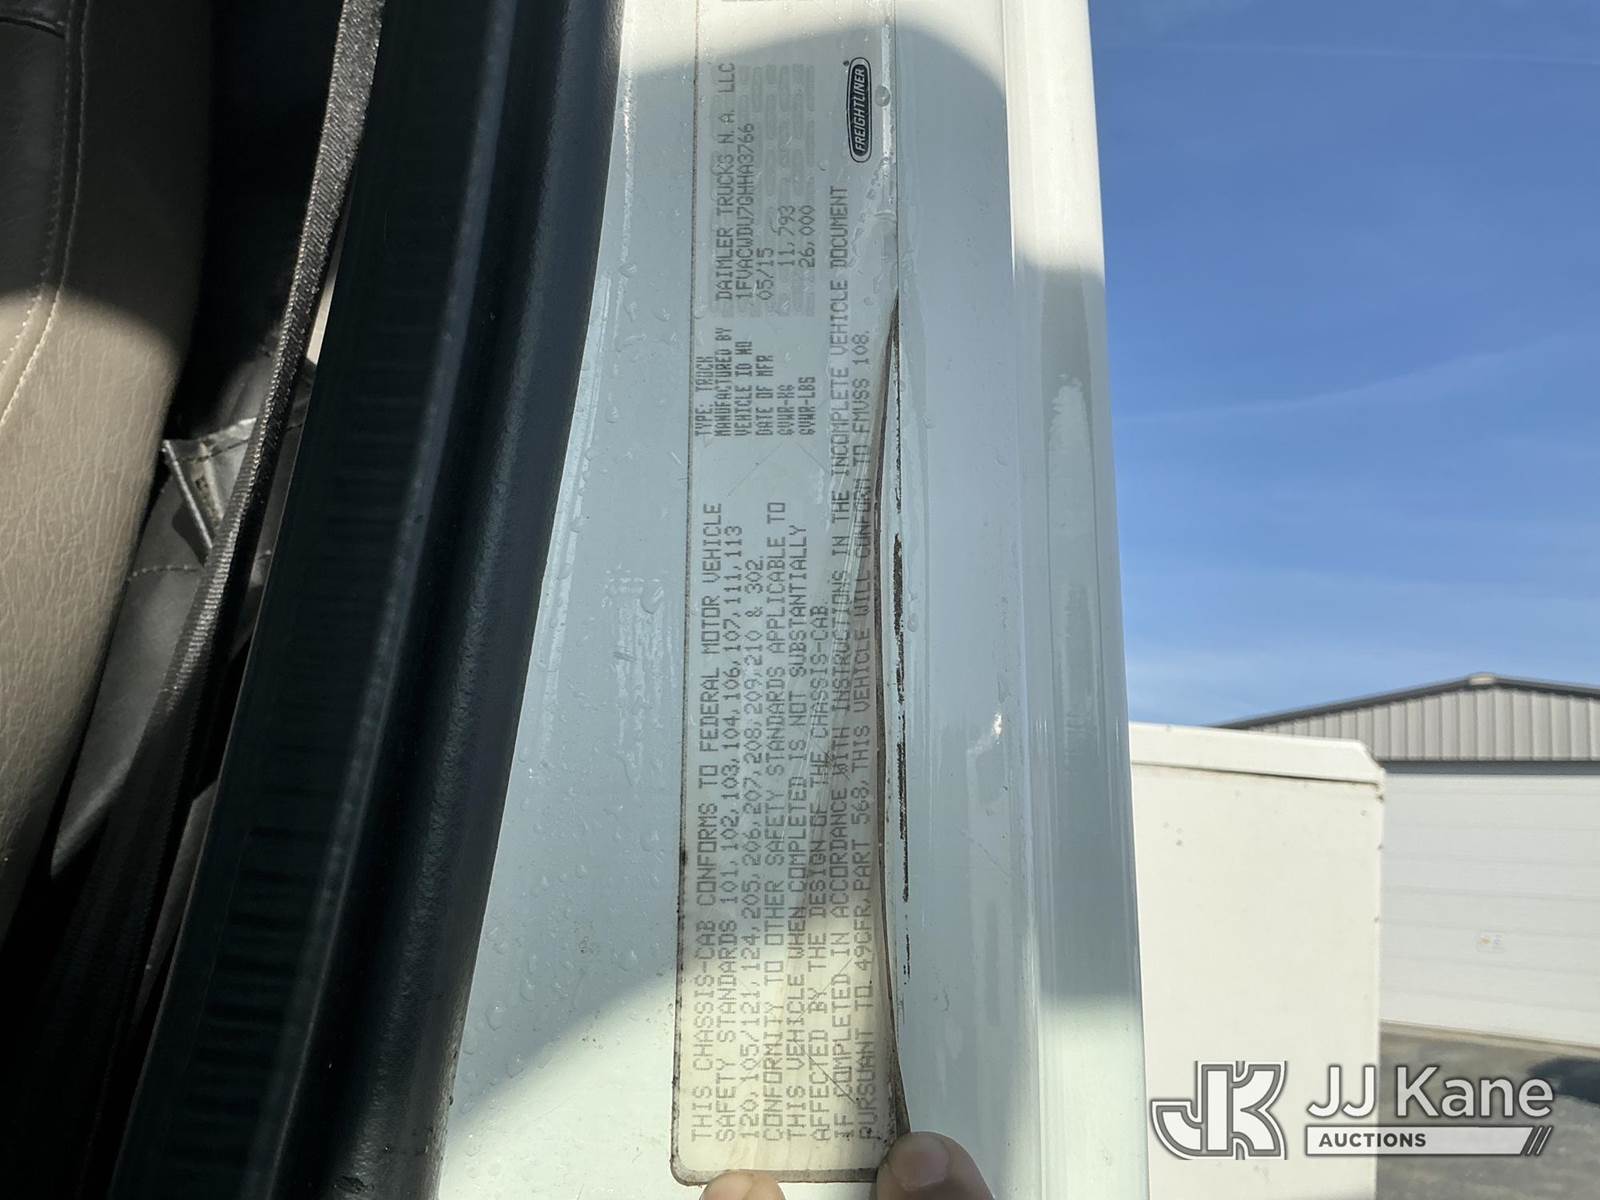 THIS CHASSIS-CAB CONFORMS TO FEDERAL MOTOR VEHICLE
SAFETY STANDARDS 101,102,103,104,106,107,111,113
120,105/121,124,205,206,207,208,209,210 & 302.
CONFORMITY TO OTHER SAFETY STANDARDS APPLICABLE TO
THIS VEHICLE WHEN COMPLETED IS NOT SUBSTANTIALLY
AFFECTED BY THE DESIGN OF THE CHASSIS-CAB.
IF COMPLETED IN ACCORDANCE WITH INSTRUCTIONS IN THE INCOMPLETE VEHICLE DOCUMENT
PURSUANT TO 49CFR,PART 568,THIS VEHICLE WILL CONFORM TO FMVSS 108.
TYPE: TRUCK
MANUFACTURED BY DAIMLER TRUCKS N.A. LLC
VEHICLE ID NO 1FVACWDU7GHHA3766
DATE OF MFR 05/15
GVWR-KG 11,793
GVWR-LBS 26,000
FREIGHTLINER
JK JJ Kane
AUCTIONS